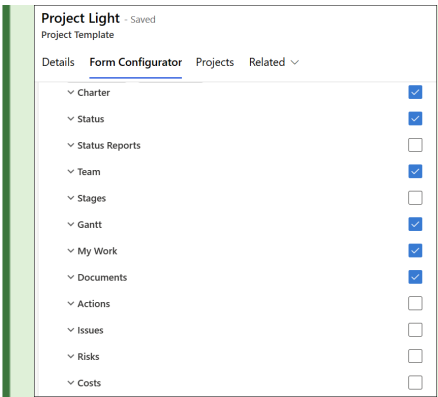 Project Light - Saved
Project Template
Details Form Configurator Projects Related
Charter
Status
Status Reports
Team
Stages
Gantt
My Work
Documents
Actions
Issues
Risks
Costs